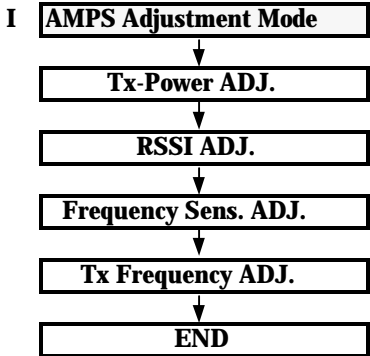 I AMPS Adjustment Mode
Tx-Power ADJ.
RSSI ADJ.
Frequency Sens. ADJ.
Tx Frequency ADJ.
END